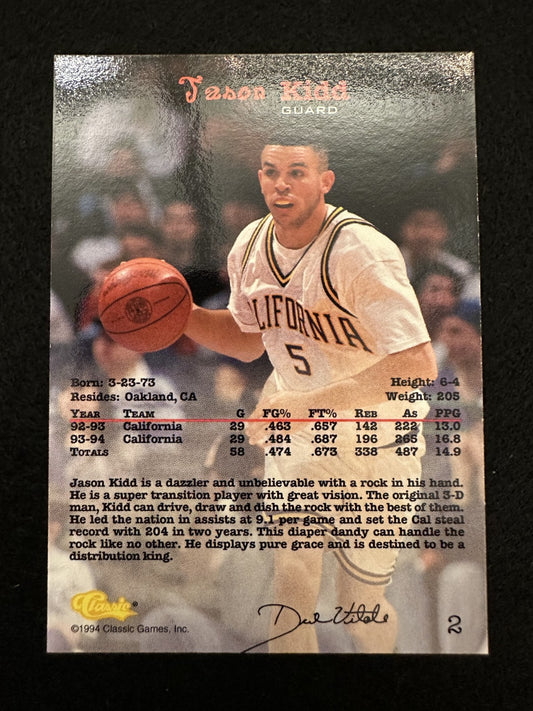 Jason Kidd
GUARD
CALIFORNIA
5
Born: 3-23-73 Height: 6-4
Resides: Oakland, CA Weight: 205
YEAR TEAM G FG% FT% REB AS PPG
92-93 California 29 .463 .657 142 222 13.0
93-94 California 29 .484 .687 196 265 16.8
TOTALS 58 .474 .673 338 487 14.9
Jason Kidd is a dazzler and unbelievable with a rock in his hand.
He is a super transition player with great vision. The original 3-D
man, Kidd can drive, draw and dish the rock with the best of them.
He led the nation in assists at 9.1 per game and set the Cal steal
record with 204 in two years. This diaper dandy can handle the
rock like no other. He displays pure grace and is destined to be a
distribution king.
Classic®
©1994 Classic Games, Inc.
2